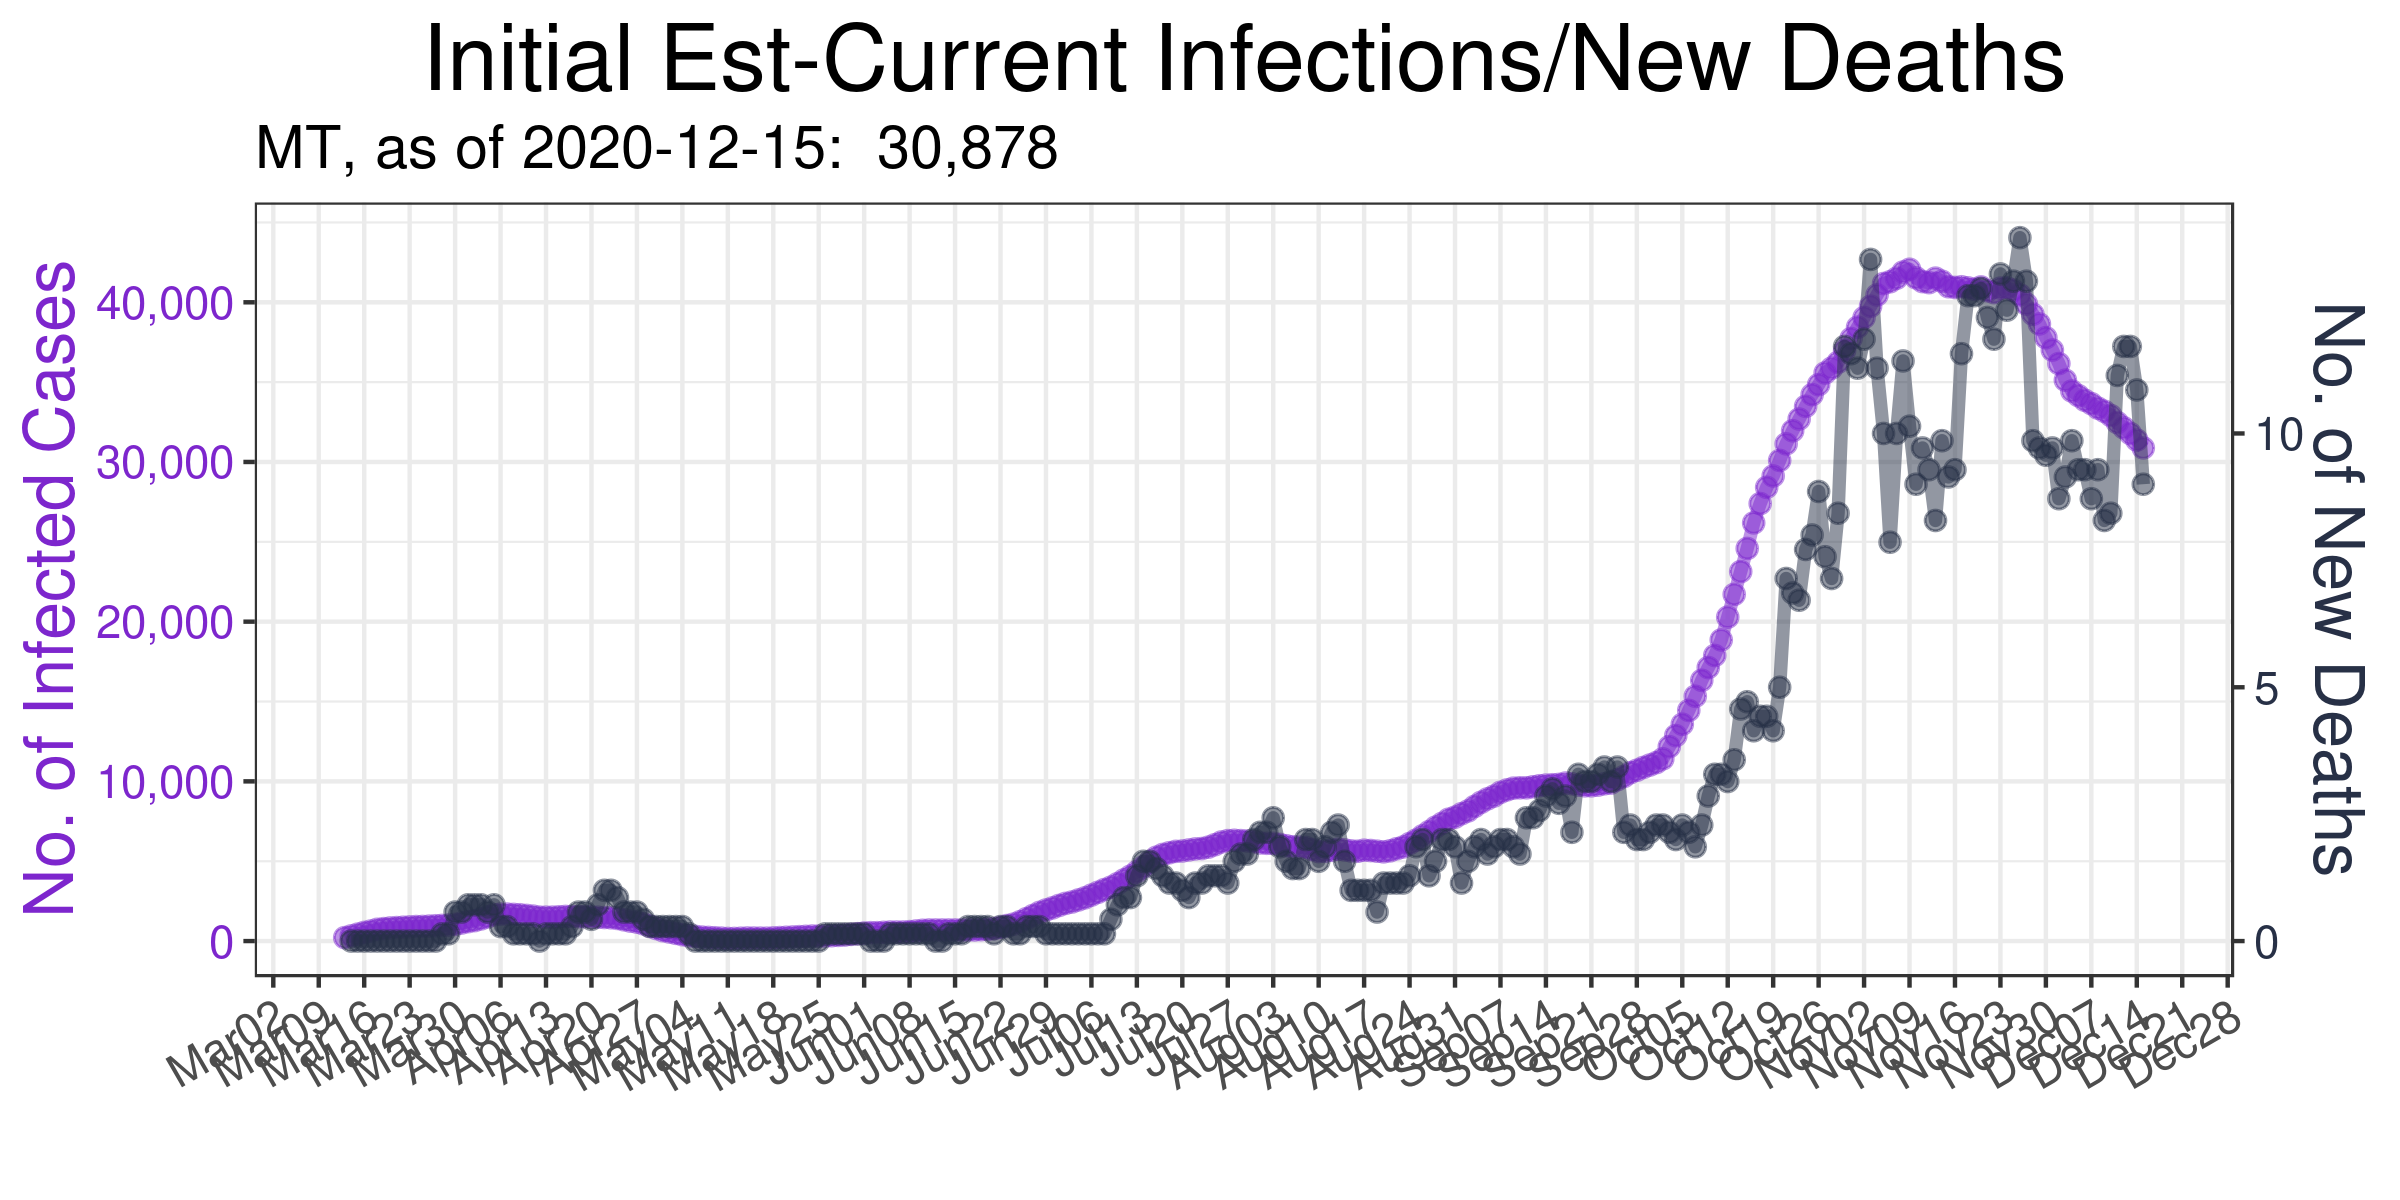 Initial Est-Current Infections/New Deaths
MT, as of 2020-12-15:  30,878
No. of Infected Cases
40,000
30,000
20,000
10,000
0
No. of New Deaths
10
5
0
Mar02
Mar09
Mar16
Mar23
Mar30
Apr06
Apr13
Apr20
Apr27
May04
May11
May18
May25
Jun01
Jun08
Jun15
Jun22
Jun29
Jul06
Jul13
Jul20
Jul27
Aug03
Aug10
Aug17
Aug24
Aug31
Sep07
Sep14
Sep21
Sep28
Oct05
Oct12
Oct19
Oct26
Nov02
Nov09
Nov16
Nov23
Nov30
Dec07
Dec14
Dec21
Dec28